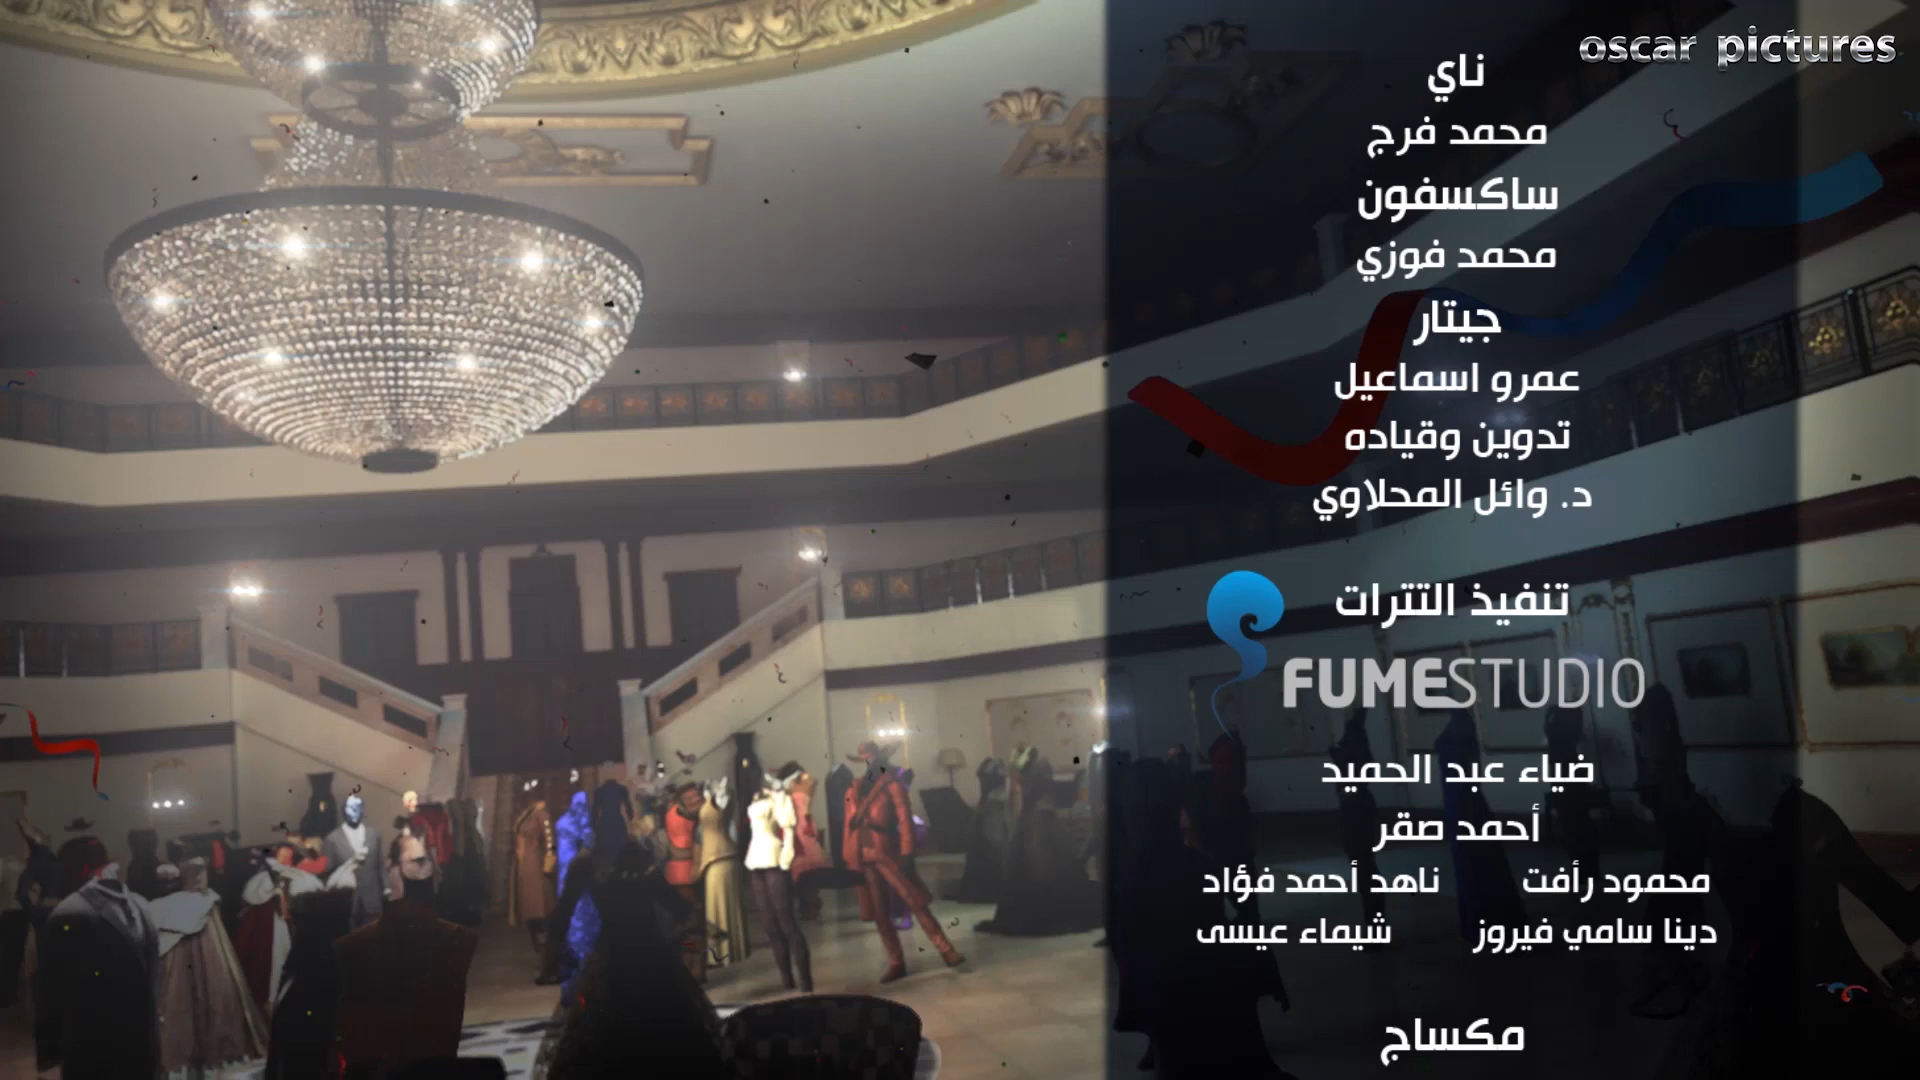 oscar pictures
ناي
محمد فرج
ساكسفون
محمد فوزي
جيتار
عمرو اسماعيل
تدوين وقياده
د. وائل المحلاوي
تنفيذ التترات
FUMESTUDIO
ضياء عبد الحميد
أحمد صقر
محمود رأفت ناهد أحمد فؤاد
دينا سامي فيروز شيماء عيسى
مكساج